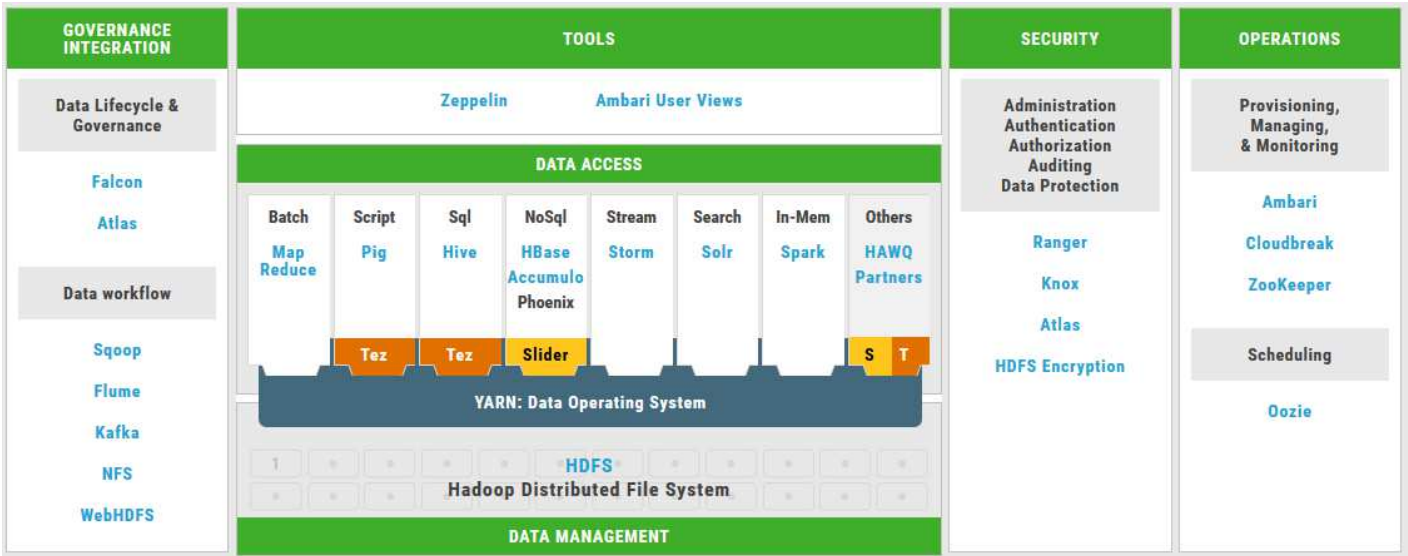 GOVERNANCE
INTEGRATION
Data Lifecycle &
Governance
Falcon
Atlas
Data workflow
Sqoop
Flume
Kafka
NFS
WebHDFS
TOOLS
Zeppelin
Ambari User Views
DATA ACCESS
Batch
Map
Reduce
Script
Pig
Tez
Sql
Hive
Tez
NoSql
HBase
Accumulo
Phoenix
Slider
Stream
Storm
Search
Solr
In-Mem
Spark
Others
HAWQ
Partners
S
T
YARN: Data Operating System
1
HDFS
Hadoop Distributed File System
DATA MANAGEMENT
SECURITY
Administration
Authentication
Authorization
Auditing
Data Protection
Ranger
Knox
Atlas
HDFS Encryption
OPERATIONS
Provisioning,
Managing,
& Monitoring
Ambari
Cloudbreak
ZooKeeper
Scheduling
Oozie